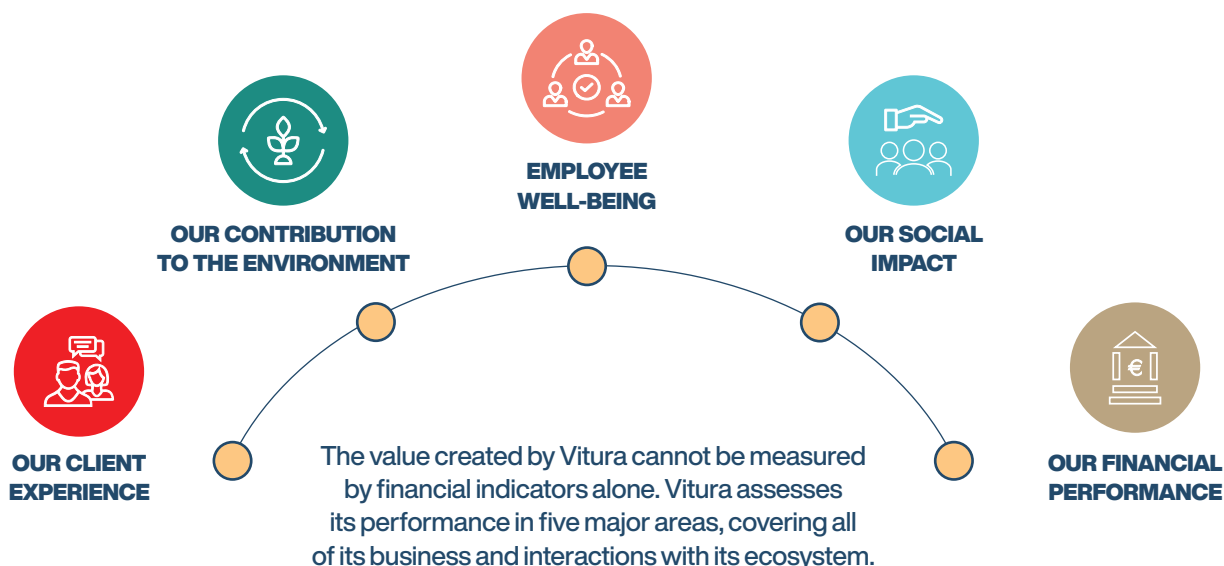 EMPLOYEE
WELL-BEING
OUR CONTRIBUTION
TO THE ENVIRONMENT
OUR SOCIAL
IMPACT
€
OUR CLIENT
EXPERIENCE
The value created by Vitura cannot be measured
by financial indicators alone. Vitura assesses
its performance in five major areas, covering all
of its business and interactions with its ecosystem.
OUR FINANCIAL
PERFORMANCE